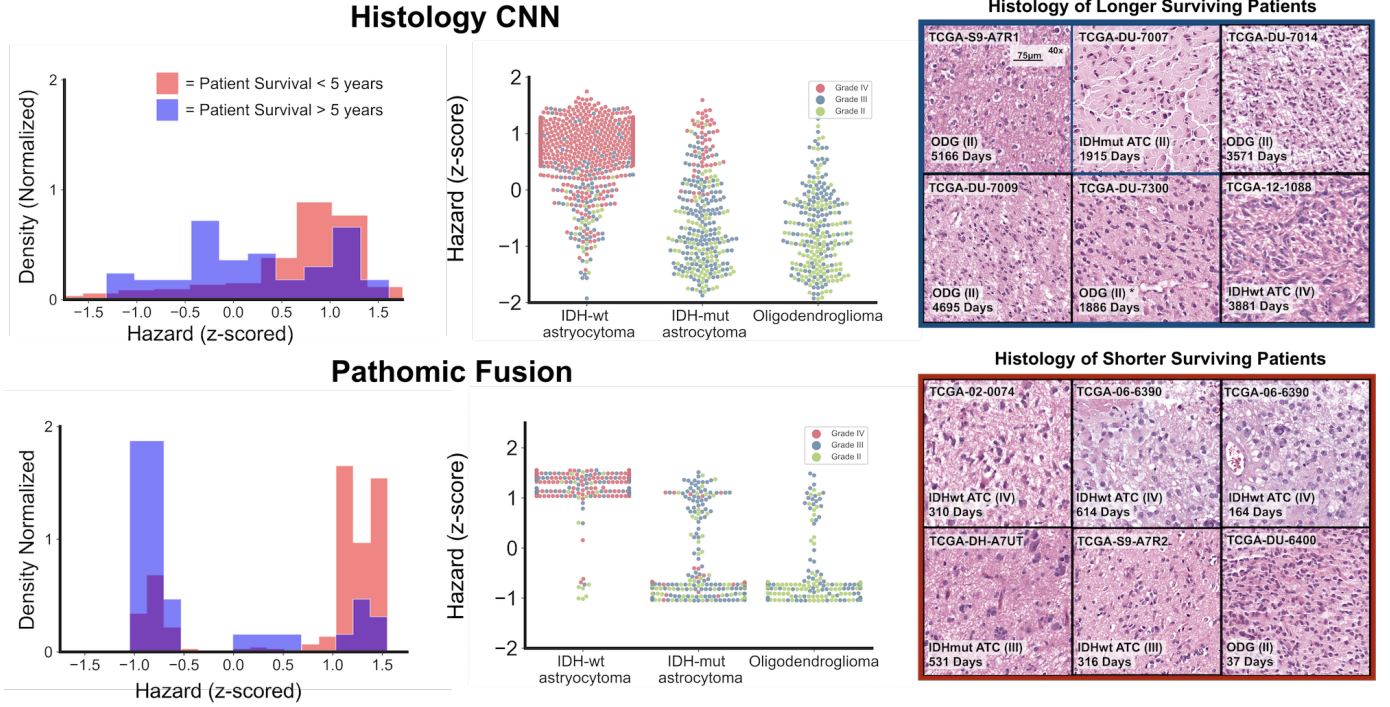 Histology CNN
Density (Normalized)
2
1
0
= Patient Survival < 5 years
= Patient Survival > 5 years
−1.5
−1.0
−0.5
0.0
0.5
1.0
1.5
Hazard (z-scored)
Hazard (z-score)
2
1
0
−1
−2
Grade IV
Grade III
Grade II
IDH-wt
astryocytoma
IDH-mut
astrocytoma
Oligodendroglioma
Histology of Longer Surviving Patients
TCGA-S9-A7R1
40x
75μm
ODG (II)
5166 Days
TCGA-DU-7007
IDHmut ATC (II)
1915 Days
TCGA-DU-7014
ODG (II)
3571 Days
TCGA-DU-7009
ODG (II)
4695 Days
TCGA-DU-7300
ODG (II) *
1886 Days
TCGA-12-1088
IDHwt ATC (IV)
3881 Days
Pathomic Fusion
Density Normalized
2
1
0
−1.5
−1.0
−0.5
0.0
0.5
1.0
1.5
Hazard (z-scored)
Hazard (z-score)
2
1
0
−1
−2
Grade IV
Grade III
Grade II
IDH-wt
astryocytoma
IDH-mut
astrocytoma
Oligodendroglioma
Histology of Shorter Surviving Patients
TCGA-02-0074
IDHwt ATC (IV)
310 Days
TCGA-06-6390
IDHwt ATC (IV)
614 Days
TCGA-06-6390
IDHwt ATC (IV)
164 Days
TCGA-DH-A7UT
IDHmut ATC (III)
531 Days
TCGA-S9-A7R2
IDHwt ATC (III)
316 Days
TCGA-DU-6400
ODG (II)
37 Days